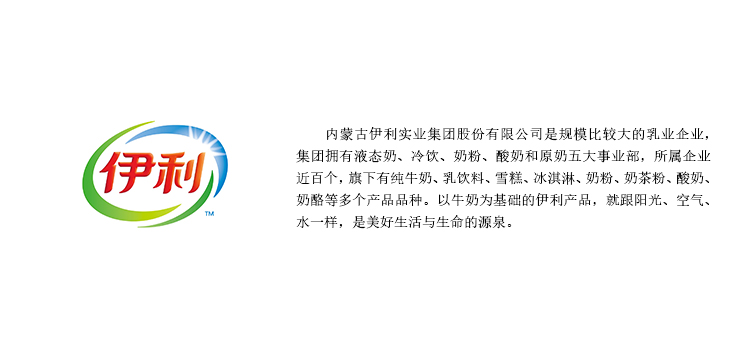 伊利
TM
内蒙古伊利实业集团股份有限公司是规模比较大的乳业企业，
集团拥有液态奶、冷饮、奶粉、酸奶和原奶五大事业部，所属企业
近百个，旗下有纯牛奶、乳饮料、雪糕、冰淇淋、奶粉、奶茶粉、酸奶、
奶酪等多个产品品种。以牛奶为基础的伊利产品，就跟阳光、空气、
水一样，是美好生活与生命的源泉。